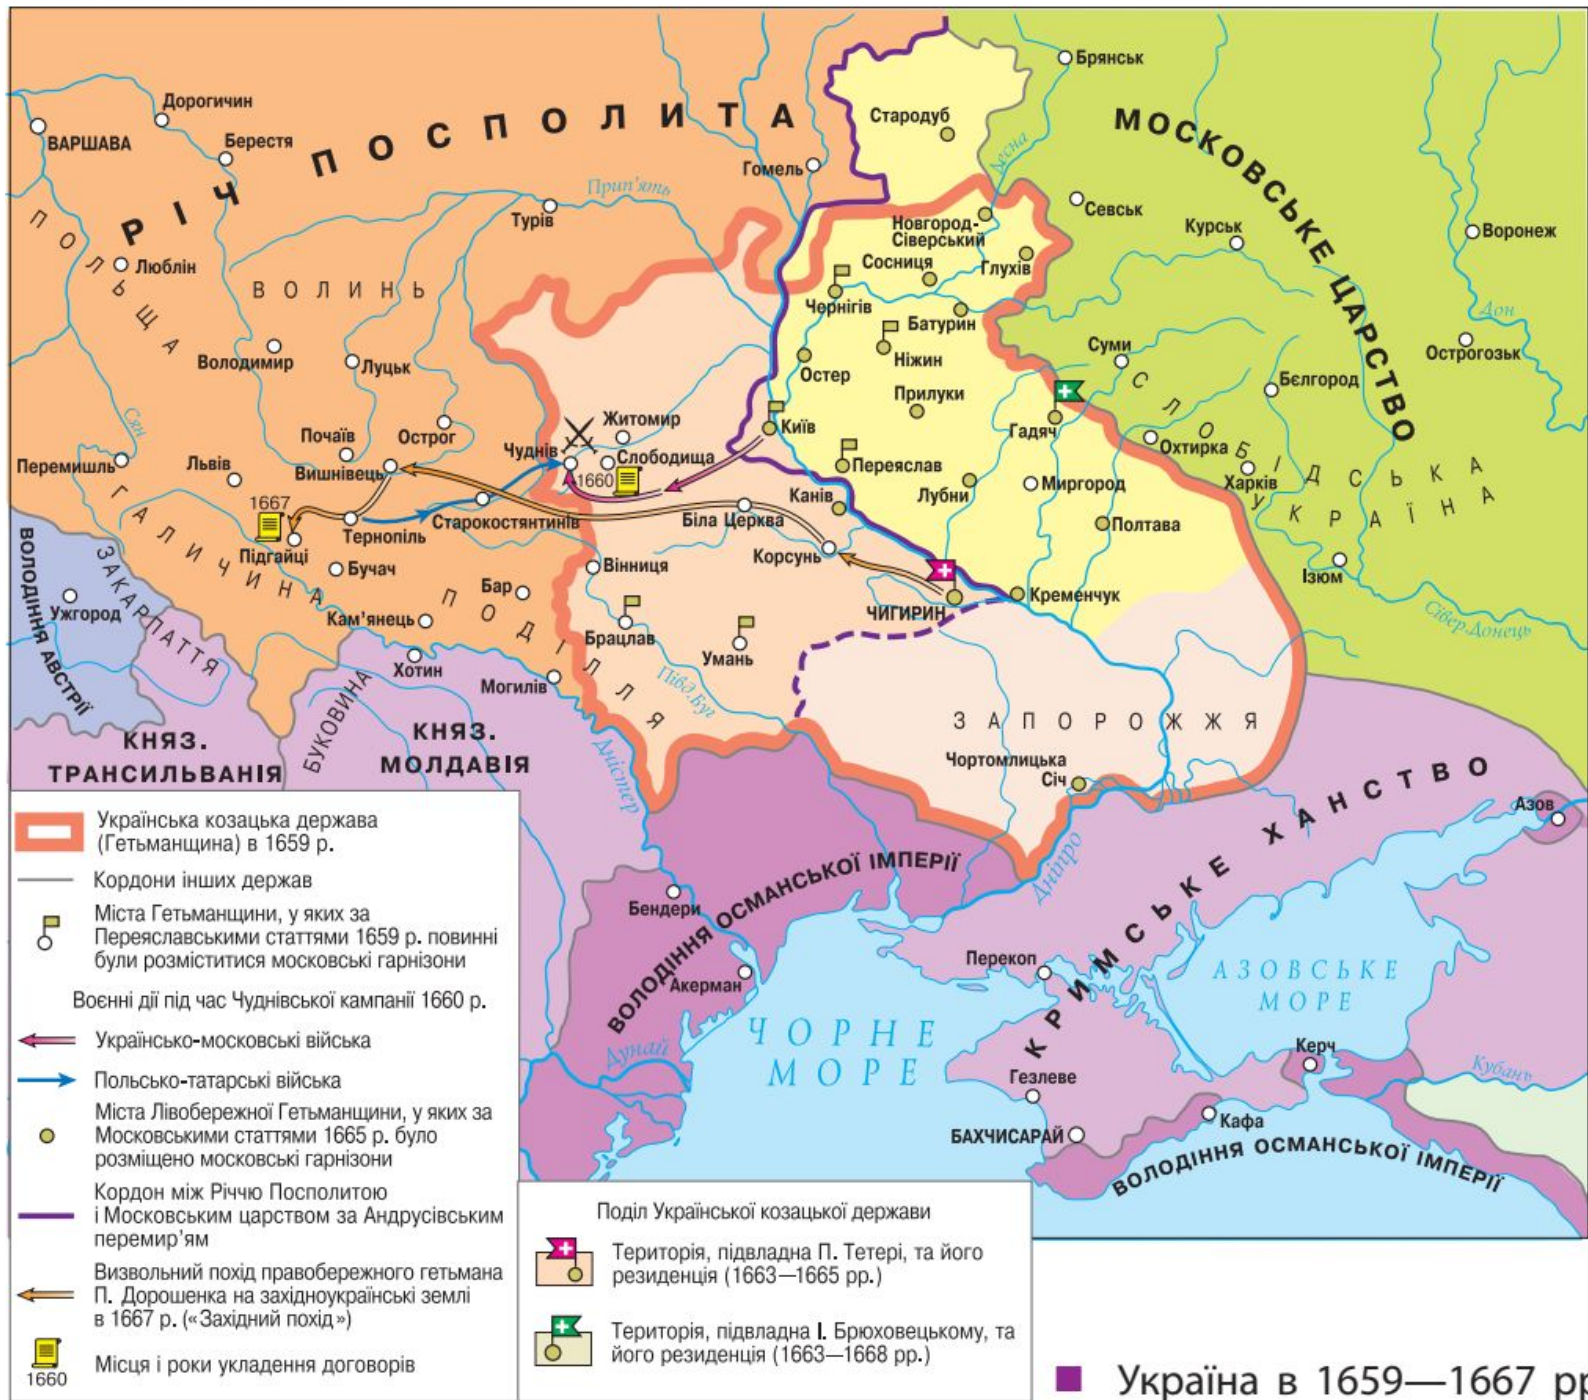 РІЧ ПОСПОЛИТА
МОСКОВСЬКЕ ЦАРСТВО
Брянськ
Дорогичин
Стародуб
ВАРШАВА
Берестя
Десна
Гомель
Прип'ять
Севськ
ПОЛЬЩА
Турів
Новгород-
Сіверський
Курськ
Воронеж
Люблін
Сосниця
Глухів
ВОЛИНЬ
Чернігів
Батурин
Дон
Володимир
Луцьк
Ніжин
Суми
Острогозьк
Остер
Прилуки
Бєлгород
СЛОБІДСЬКА
УКРАЇНА
Сян
Почаїв
Острог
Житомир
Київ
Гадяч
Чуднів
Слободища
Охтирка
Перемишль
Львів
Вишнівець
1660
Переяслав
Лубни
Миргород
Харків
1667
Канів
Старокостянтинів
Біла Церква
Полтава
Тернопіль
Підгайці
Корсунь
ГАЛИЧИНА
ВОЛОДІННЯ АВСТРІЇ
ЗАКАРПАТТЯ
Бучач
Вінниця
Ізюм
Бар
Ужгород
ЧИГИРИН
Кременчук
Сівер.Донець
Кам'янець
ПОДІЛЛЯ
Брацлав
Умань
Хотин
Могилів
Півд.Буг
БУКОВИНА
ЗАПОРОЖЖЯ
КНЯЗ.
ТРАНСИЛЬВАНІЯ
КНЯЗ.
МОЛДАВІЯ
Дністер
Чортомлицька
Січ
КРИМСЬКЕ ХАНСТВО
Азов
Дніпро
ВОЛОДІННЯ ОСМАНСЬКОЇ ІМПЕРІЇ
Бендери
Перекоп
АЗОВСЬКЕ
МОРЕ
Акерман
ЧОРНЕ
МОРЕ
Дунай
Керч
Кубань
Гезлеве
Кафа
БАХЧИСАРАЙ
ВОЛОДІННЯ ОСМАНСЬКОЇ ІМПЕРІЇ
Українська козацька держава
(Гетьманщина) в 1659 р.
Кордони інших держав
Міста Гетьманщини, у яких за
Переяславськими статтями 1659 р. повинні
були розміститися московські гарнізони
Воєнні дії під час Чуднівської кампанії 1660 р.
Українсько-московські війська
Польсько-татарські війська
Міста Лівобережної Гетьманщини, у яких за
Московськими статтями 1665 р. було
розміщено московські гарнізони
Кордон між Річчю Посполитою
і Московським царством за Андрусівським
перемир'ям
Визвольний похід правобережного гетьмана
П. Дорошенка на західноукраїнські землі
в 1667 р. («Західний похід»)
1660
Місця і роки укладення договорів
Поділ Української козацької держави
Територія, підвладна П. Тетері, та його
резиденція (1663—1665 рр.)
Територія, підвладна І. Брюховецькому, та
його резиденція (1663—1668 рр.)
Україна в 1659—1667 рр